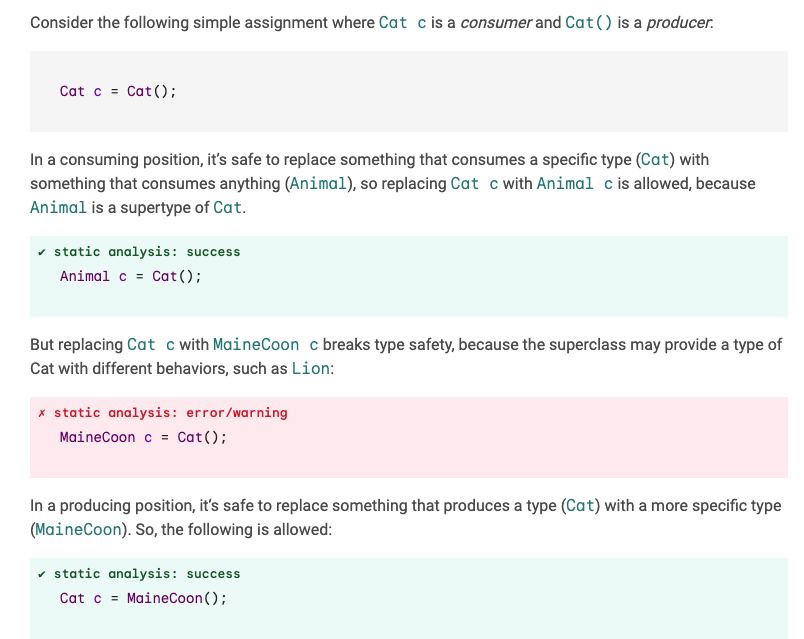 Consider the following simple assignment where Cat c is a consumer and Cat() is a producer:
Cat c = Cat();
In a consuming position, it’s safe to replace something that consumes a specific type (Cat) with
something that consumes anything (Animal), so replacing Cat c with Animal c is allowed, because
Animal is a supertype of Cat.
✔ static analysis: success
Animal c = Cat();
But replacing Cat c with MaineCoon c breaks type safety, because the superclass may provide a type of
Cat with different behaviors, such as Lion:
✗ static analysis: error/warning
MaineCoon c = Cat();
In a producing position, it’s safe to replace something that produces a type (Cat) with a more specific type
(MaineCoon). So, the following is allowed:
✔ static analysis: success
Cat c = MaineCoon();